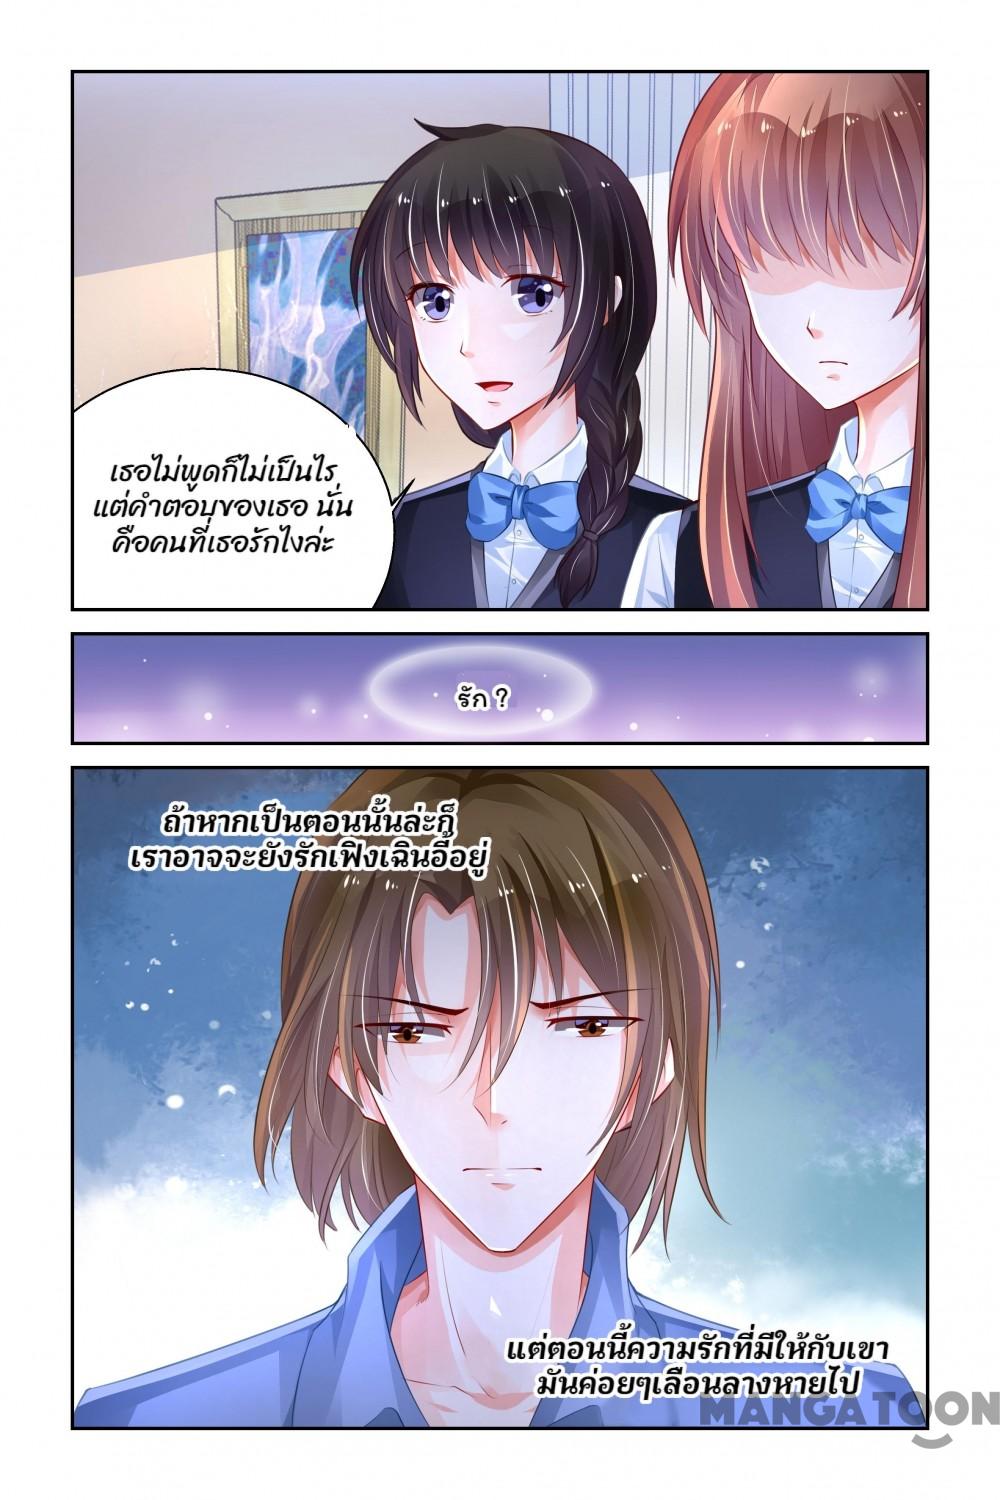 เธอไม่พูดก็ไม่เป็นไร
แต่คำตอบของเธอ นั่น
คือคนที่เธอรักไงล่ะ
รัก ?
ถ้าหากเป็นตอนนั้นล่ะก็
เราอาจจะยังรักเฟิงเฉินอี้อยู่
แต่ตอนนี้ความรักที่มีให้กับเขา
มันค่อยๆเลือนลางหายไป
MANGATOON